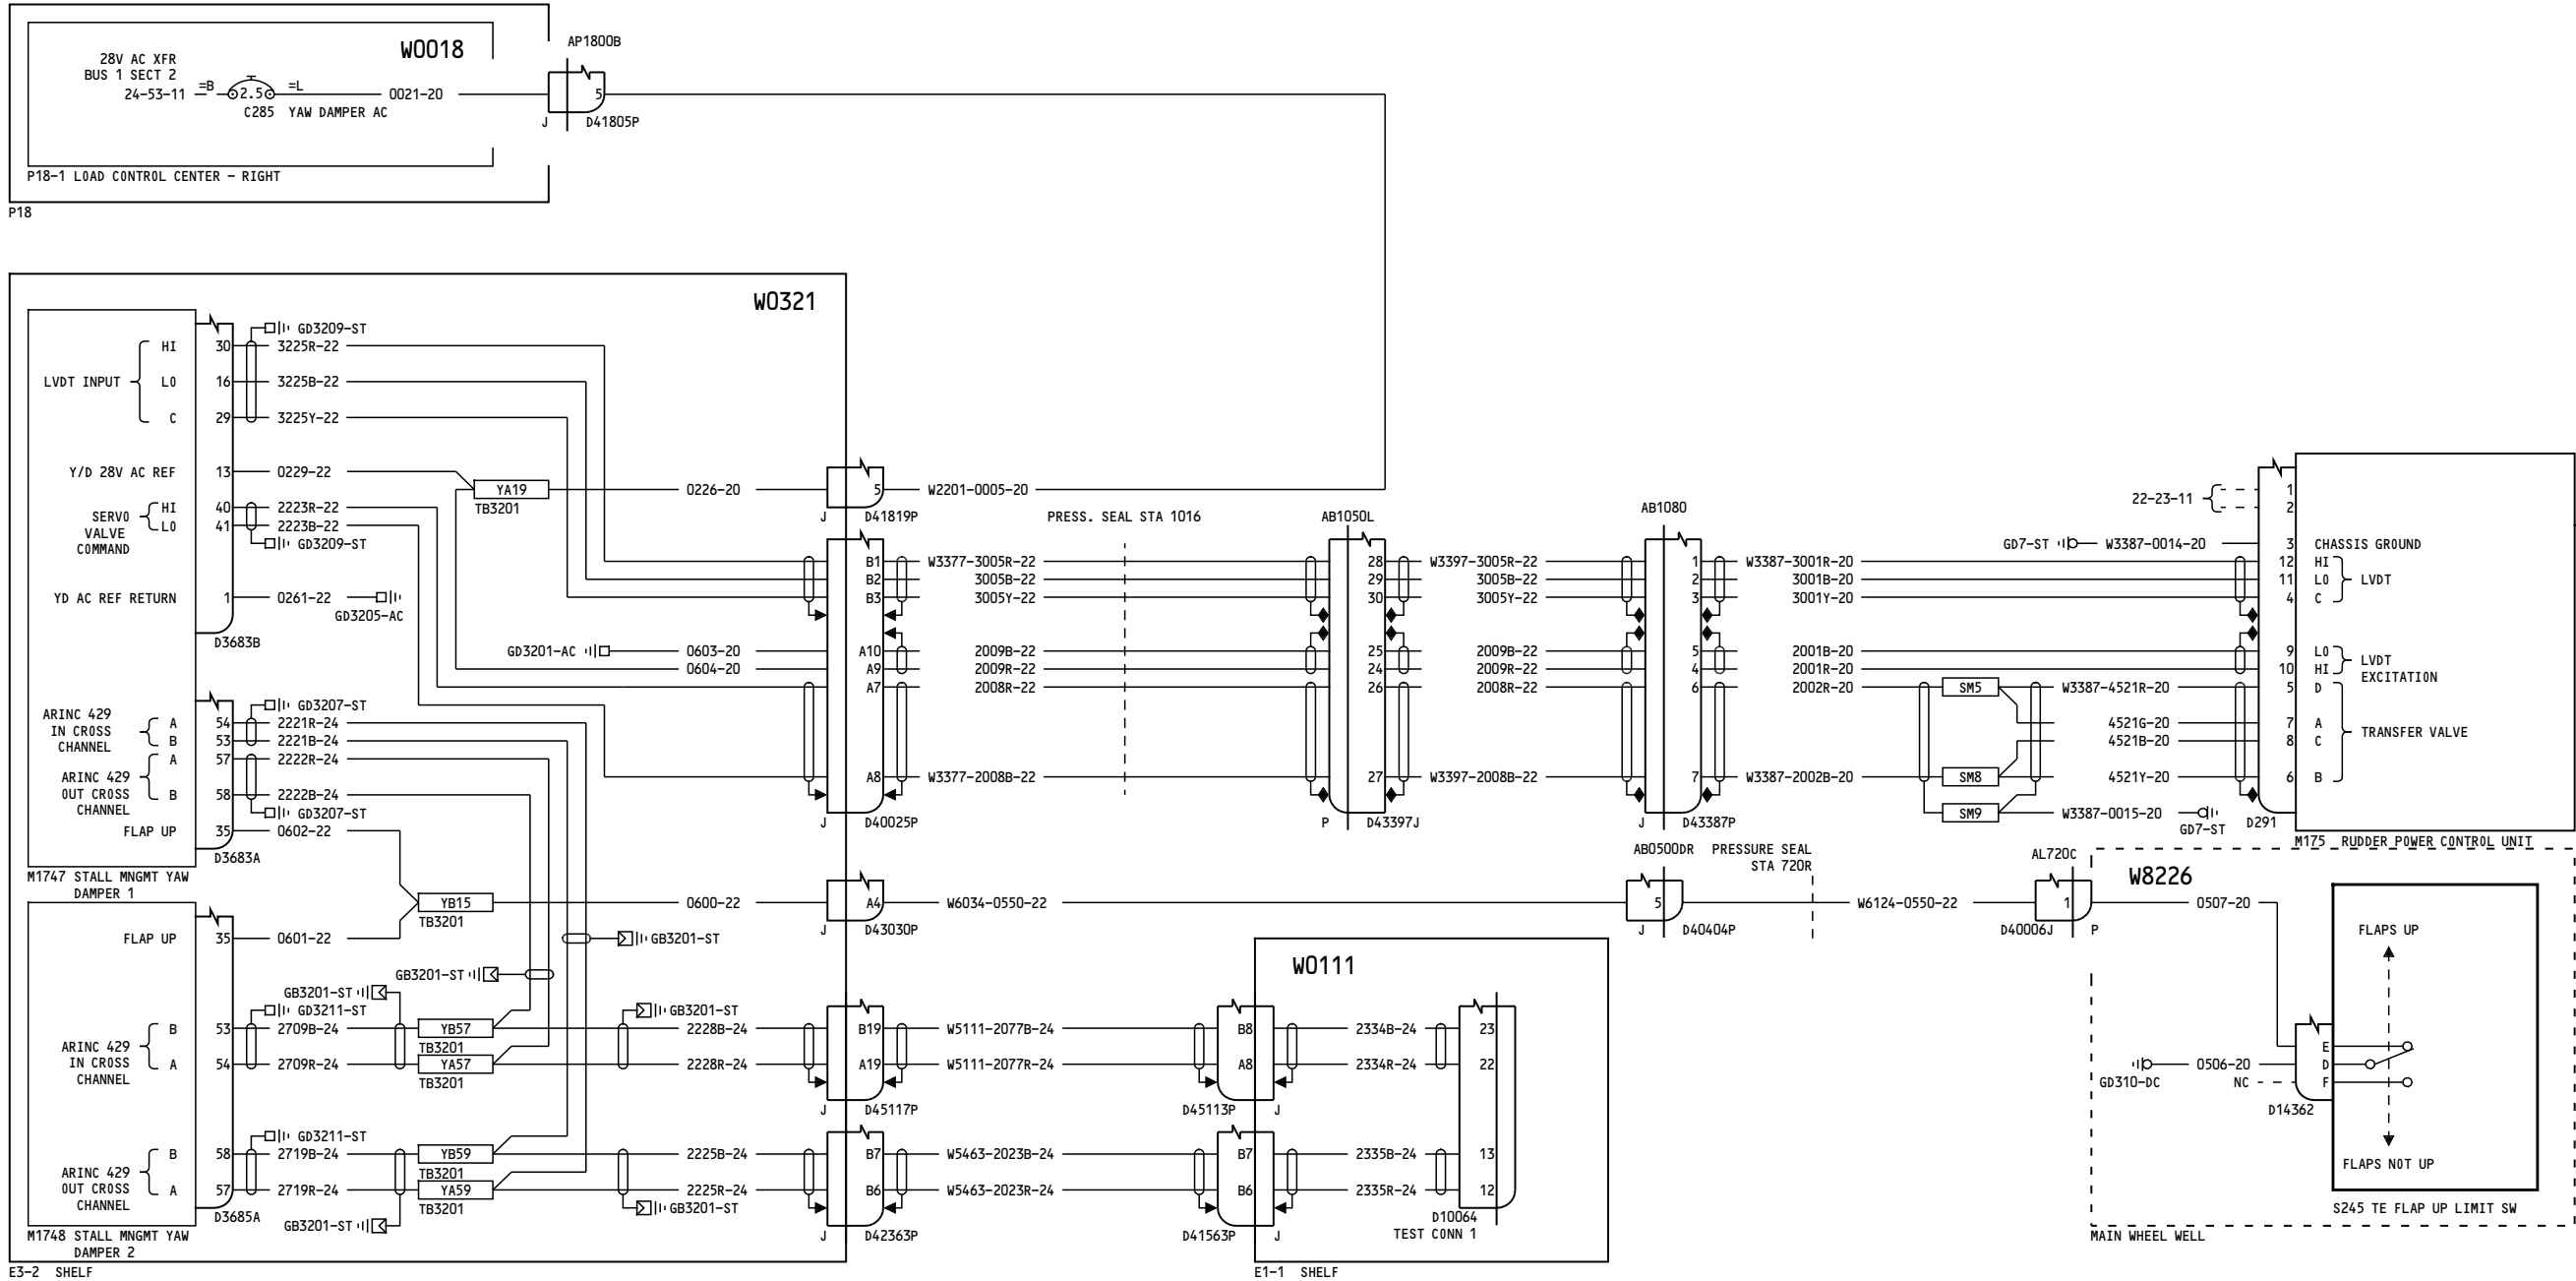 W0018
AP1800B
28V AC XFR
BUS 1 SECT 2
24-53-11
=B
2.5
=L
0021-20
5
C285 YAW DAMPER AC
J
D41805P
P18-1 LOAD CONTROL CENTER - RIGHT
P18
W0321
GD3209-ST
HI
30
3225R-22
LVDT INPUT
LO
16
3225B-22
C
29
3225Y-22
Y/D 28V AC REF
13
0229-22
YA19
TB3201
0226-20
5
W2201-0005-20
J
D41819P
SERVO
VALVE
COMMAND
HI
40
2223R-22
LO
41
2223B-22
GD3209-ST
YD AC REF RETURN
1
0261-22
GD3205-AC
D3683B
PRESS. SEAL STA 1016
AB1050L
AB1080
B1
W3377-3005R-22
28
W3397-3005R-22
1
W3387-3001R-20
B2
3005B-22
29
3005B-22
2
3001B-20
B3
3005Y-22
30
3005Y-22
3
3001Y-20
GD3201-AC
0603-20
A10
2009B-22
25
2009B-22
5
2001B-20
0604-20
A9
2009R-22
24
2009R-22
4
2001R-20
A7
2008R-22
26
2008R-22
6
2002R-20
A8
W3377-2008B-22
27
W3397-2008B-22
7
W3387-2002B-20
J
D40025P
P
D43397J
J
D43387P
22-23-11
1
2
GD7-ST
W3387-0014-20
3
CHASSIS GROUND
12
HI
11
LO
LVDT
4
C
9
LO
LVDT
EXCITATION
10
HI
SM5
W3387-4521R-20
5
D
4521G-20
7
A
4521B-20
8
C
TRANSFER VALVE
SM8
4521Y-20
6
B
SM9
W3387-0015-20
GD7-ST
D291
M175 RUDDER POWER CONTROL UNIT
GD3207-ST
ARINC 429
IN CROSS
CHANNEL
A
54
2221R-24
B
53
2221B-24
ARINC 429
OUT CROSS
CHANNEL
A
57
2222R-24
B
58
2222B-24
GD3207-ST
FLAP UP
35
0602-22
D3683A
M1747 STALL MNGMT YAW
DAMPER 1
YB15
TB3201
0600-22
A4
W6034-0550-22
J
D43030P
AB0500DR
5
J
D40404P
PRESSURE SEAL
STA 720R
W6124-0550-22
AL720C
1
D40006J
P
W8226
0507-20
FLAPS UP
E
D
F
GD310-DC
0506-20
NC
D14362
FLAPS NOT UP
S245 TE FLAP UP LIMIT SW
MAIN WHEEL WELL
FLAP UP
35
0601-22
GB3201-ST
GB3201-ST
GB3201-ST
GD3211-ST
GB3201-ST
ARINC 429
IN CROSS
CHANNEL
B
53
2709B-24
YB57
TB3201
2228B-24
B19
W5111-2077B-24
B8
2334B-24
23
A
54
2709R-24
YA57
TB3201
2228R-24
A19
W5111-2077R-24
A8
2334R-24
22
J
D45117P
D45113P
J
W0111
GD3211-ST
ARINC 429
OUT CROSS
CHANNEL
B
58
2719B-24
YB59
TB3201
2225B-24
B7
W5463-2023B-24
B7
2335B-24
13
A
57
2719R-24
YA59
TB3201
2225R-24
B6
W5463-2023R-24
B6
2335R-24
12
D3685A
GB3201-ST
GB3201-ST
J
D42363P
D41563P
J
D10064
TEST CONN 1
M1748 STALL MNGMT YAW
DAMPER 2
E3-2 SHELF
E1-1 SHELF